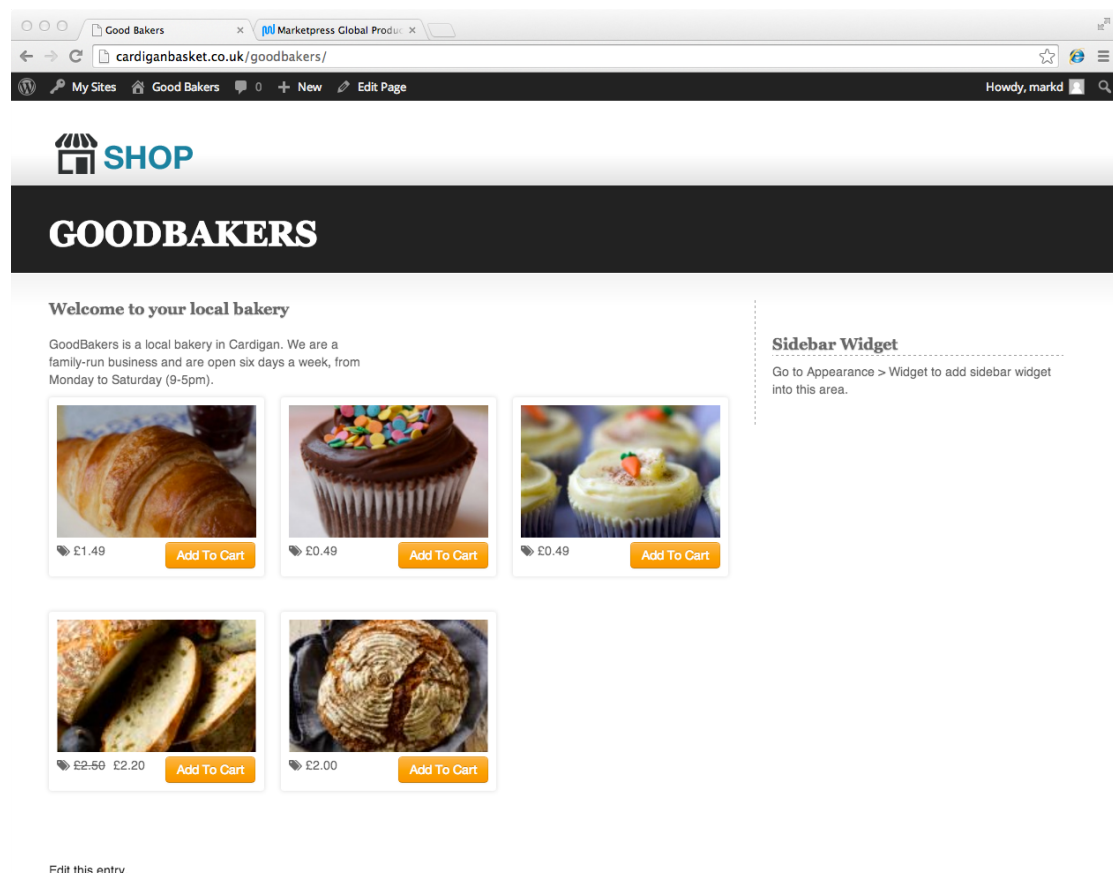 Good Bakers
Marketpress Global Produc
cardiganbasket.co.uk/goodbakers/
My Sites Good Bakers 0 + New Edit Page Howdy, markd
SHOP
GOODBAKERS
Welcome to your local bakery
GoodBakers is a local bakery in Cardigan. We are a
family-run business and are open six days a week, from
Monday to Saturday (9-5pm).
Sidebar Widget
Go to Appearance > Widget to add sidebar widget
into this area.
£1.49 Add To Cart
£0.49 Add To Cart
£0.49 Add To Cart
£2.50 £2.20 Add To Cart
£2.00 Add To Cart
Edit this entry